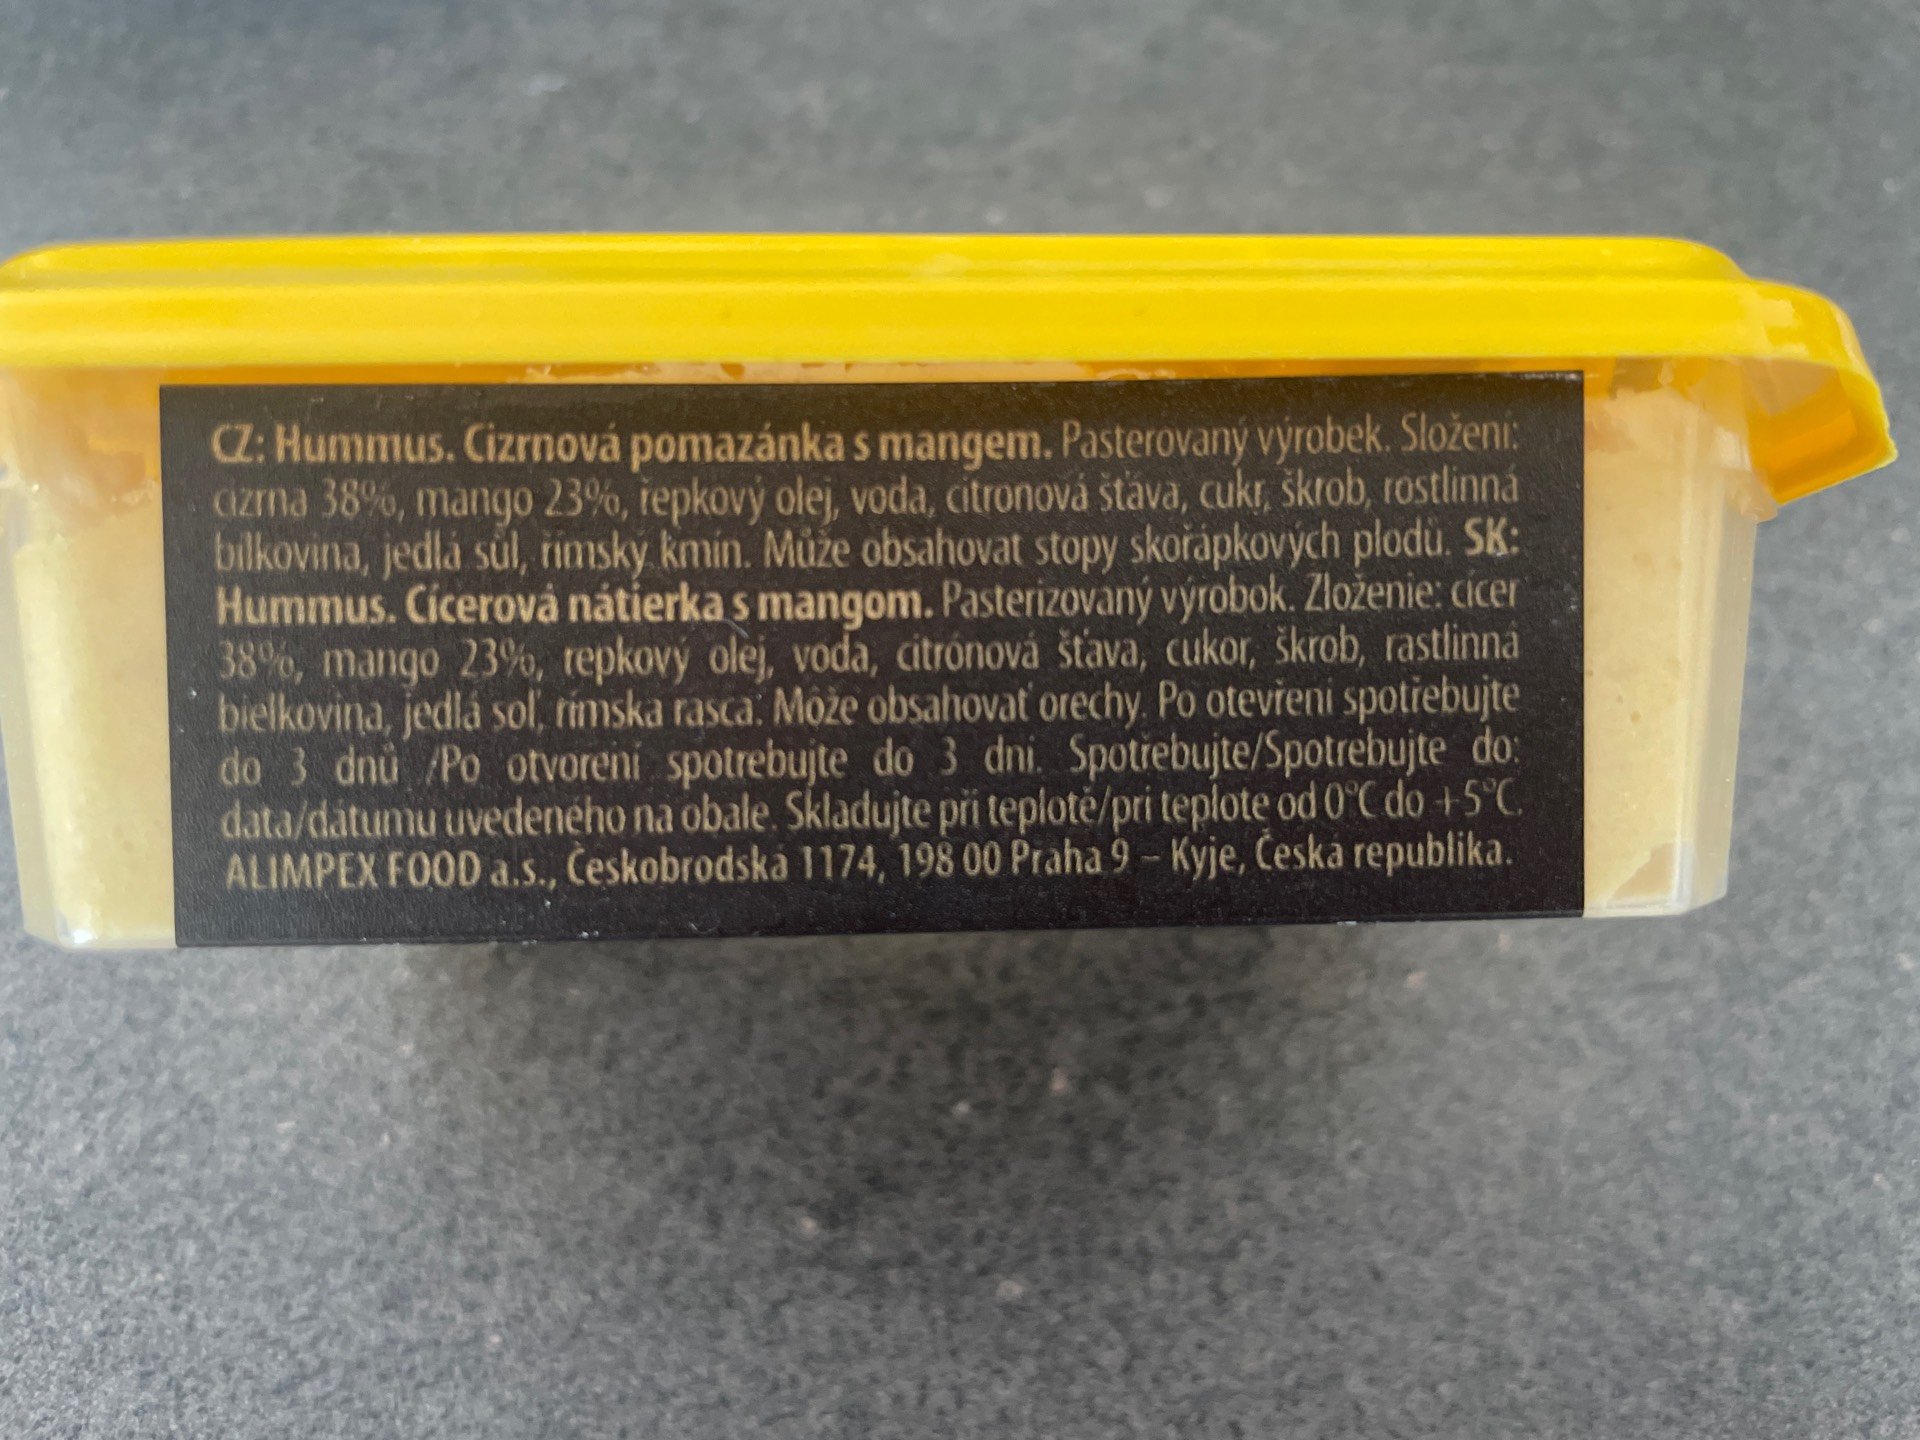 CZ: Hummus. Cizrnová pomazánka s mangem. Pasterovaný výrobek. Složení:
cizrna 38%, mango 23%, řepkový olej, voda, citronová šťáva, cukr, škrob, rostlinná
bílkovina, jedlá sůl, římský kmín. Může obsahovat stopy skořápkových plodů. SK:
Hummus. Cícerová nátierka s mangom. Pasterizovaný výrobok. Zloženie: cícer
38%, mango 23%, repkový olej, voda, citrónová šťava, cukor, škrob, rastlinná
bielkovina, jedlá soľ, rímska rasca. Môže obsahovať orechy. Po otevření spotřebujte
do 3 dnů /Po otvorení spotrebujte do 3 dní. Spotřebujte/Spotrebujte do:
data/dátumu uvedeného na obale. Skladujte při teplotě/pri teplote od 0°C do +5°C.
ALIMPEX FOOD a.s., Českobrodská 1174, 198 00 Praha 9 – Kyje, Česká republika.